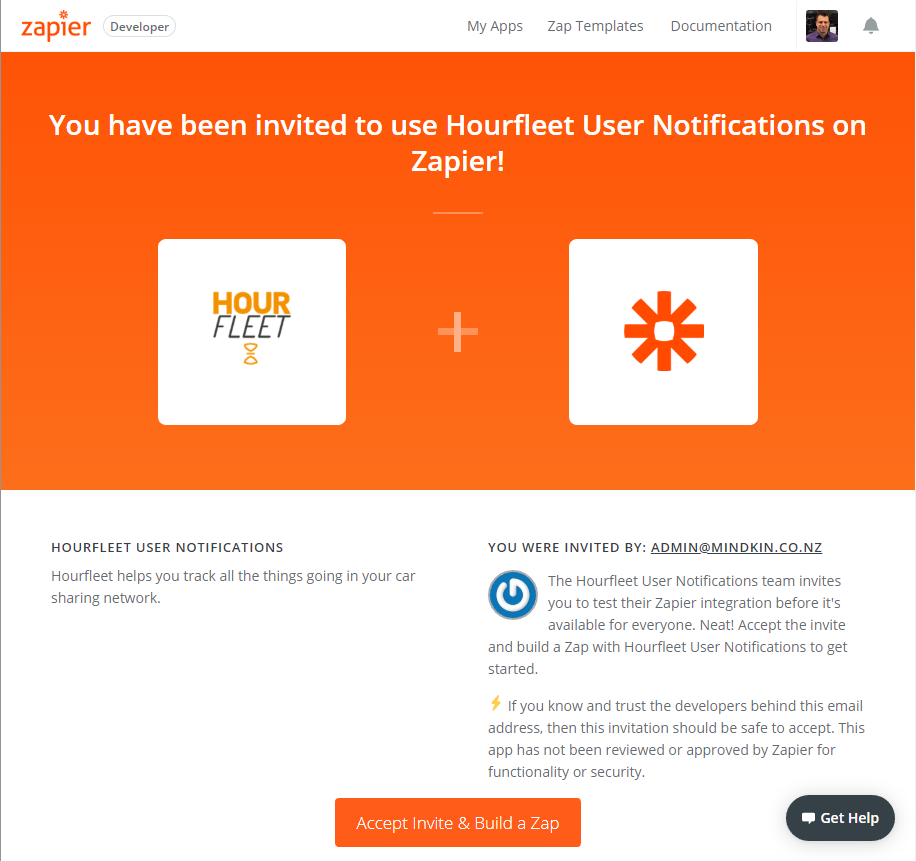 zapier Developer My Apps Zap Templates Documentation
You have been invited to use Hourfleet User Notifications on
Zapier!
HOUR
FLEET
HOURFLEET USER NOTIFICATIONS
Hourfleet helps you track all the things going in your car
sharing network.
YOU WERE INVITED BY: ADMIN@MINDKIN.CO.NZ
The Hourfleet User Notifications team invites
you to test their Zapier integration before it's
available for everyone. Neat! Accept the invite
and build a Zap with Hourfleet User Notifications to get
started.
If you know and trust the developers behind this email
address, then this invitation should be safe to accept. This
app has not been reviewed or approved by Zapier for
functionality or security.
Accept Invite & Build a Zap
Get Help